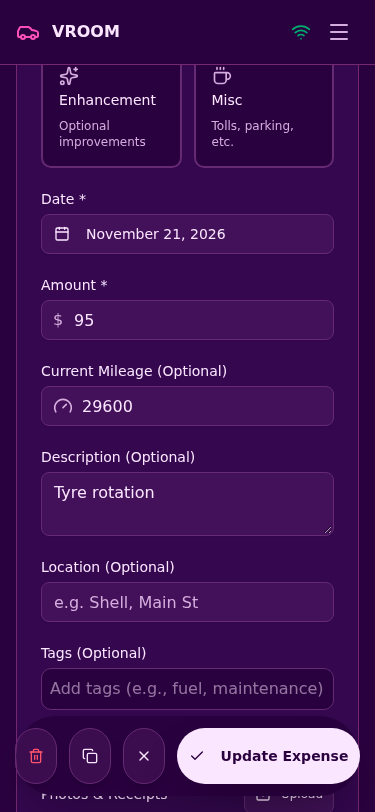 VROOM
Enhancement
Optional
improvements
Misc
Tolls, parking,
etc.
Date *
November 21, 2026
Amount *
$ 95
Current Mileage (Optional)
29600
Description (Optional)
Tyre rotation
Location (Optional)
e.g. Shell, Main St
Tags (Optional)
Add tags (e.g., fuel, maintenance)
Update Expense
Photos & Receipts
Upload